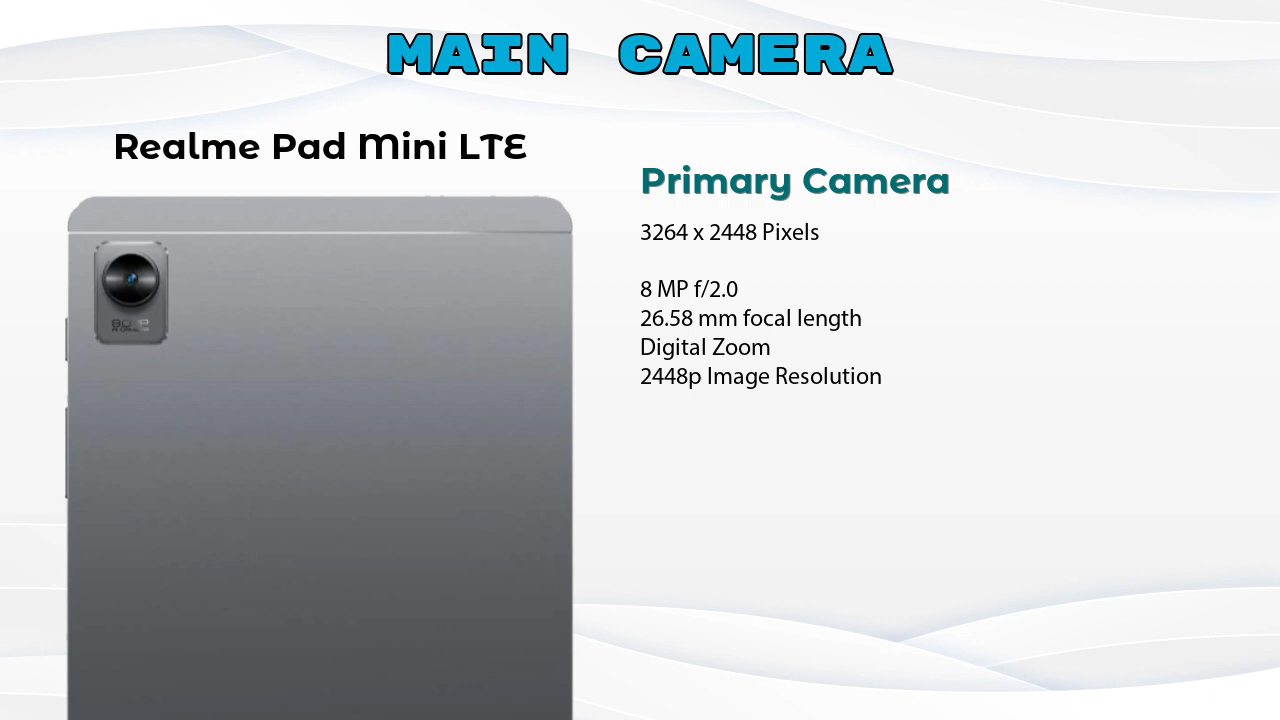 MAIN CAMERA
Realme Pad Mini LTE
Primary Camera
3264 x 2448 Pixels
8 MP f/2.0
26.58 mm focal length
Digital Zoom
2448p Image Resolution